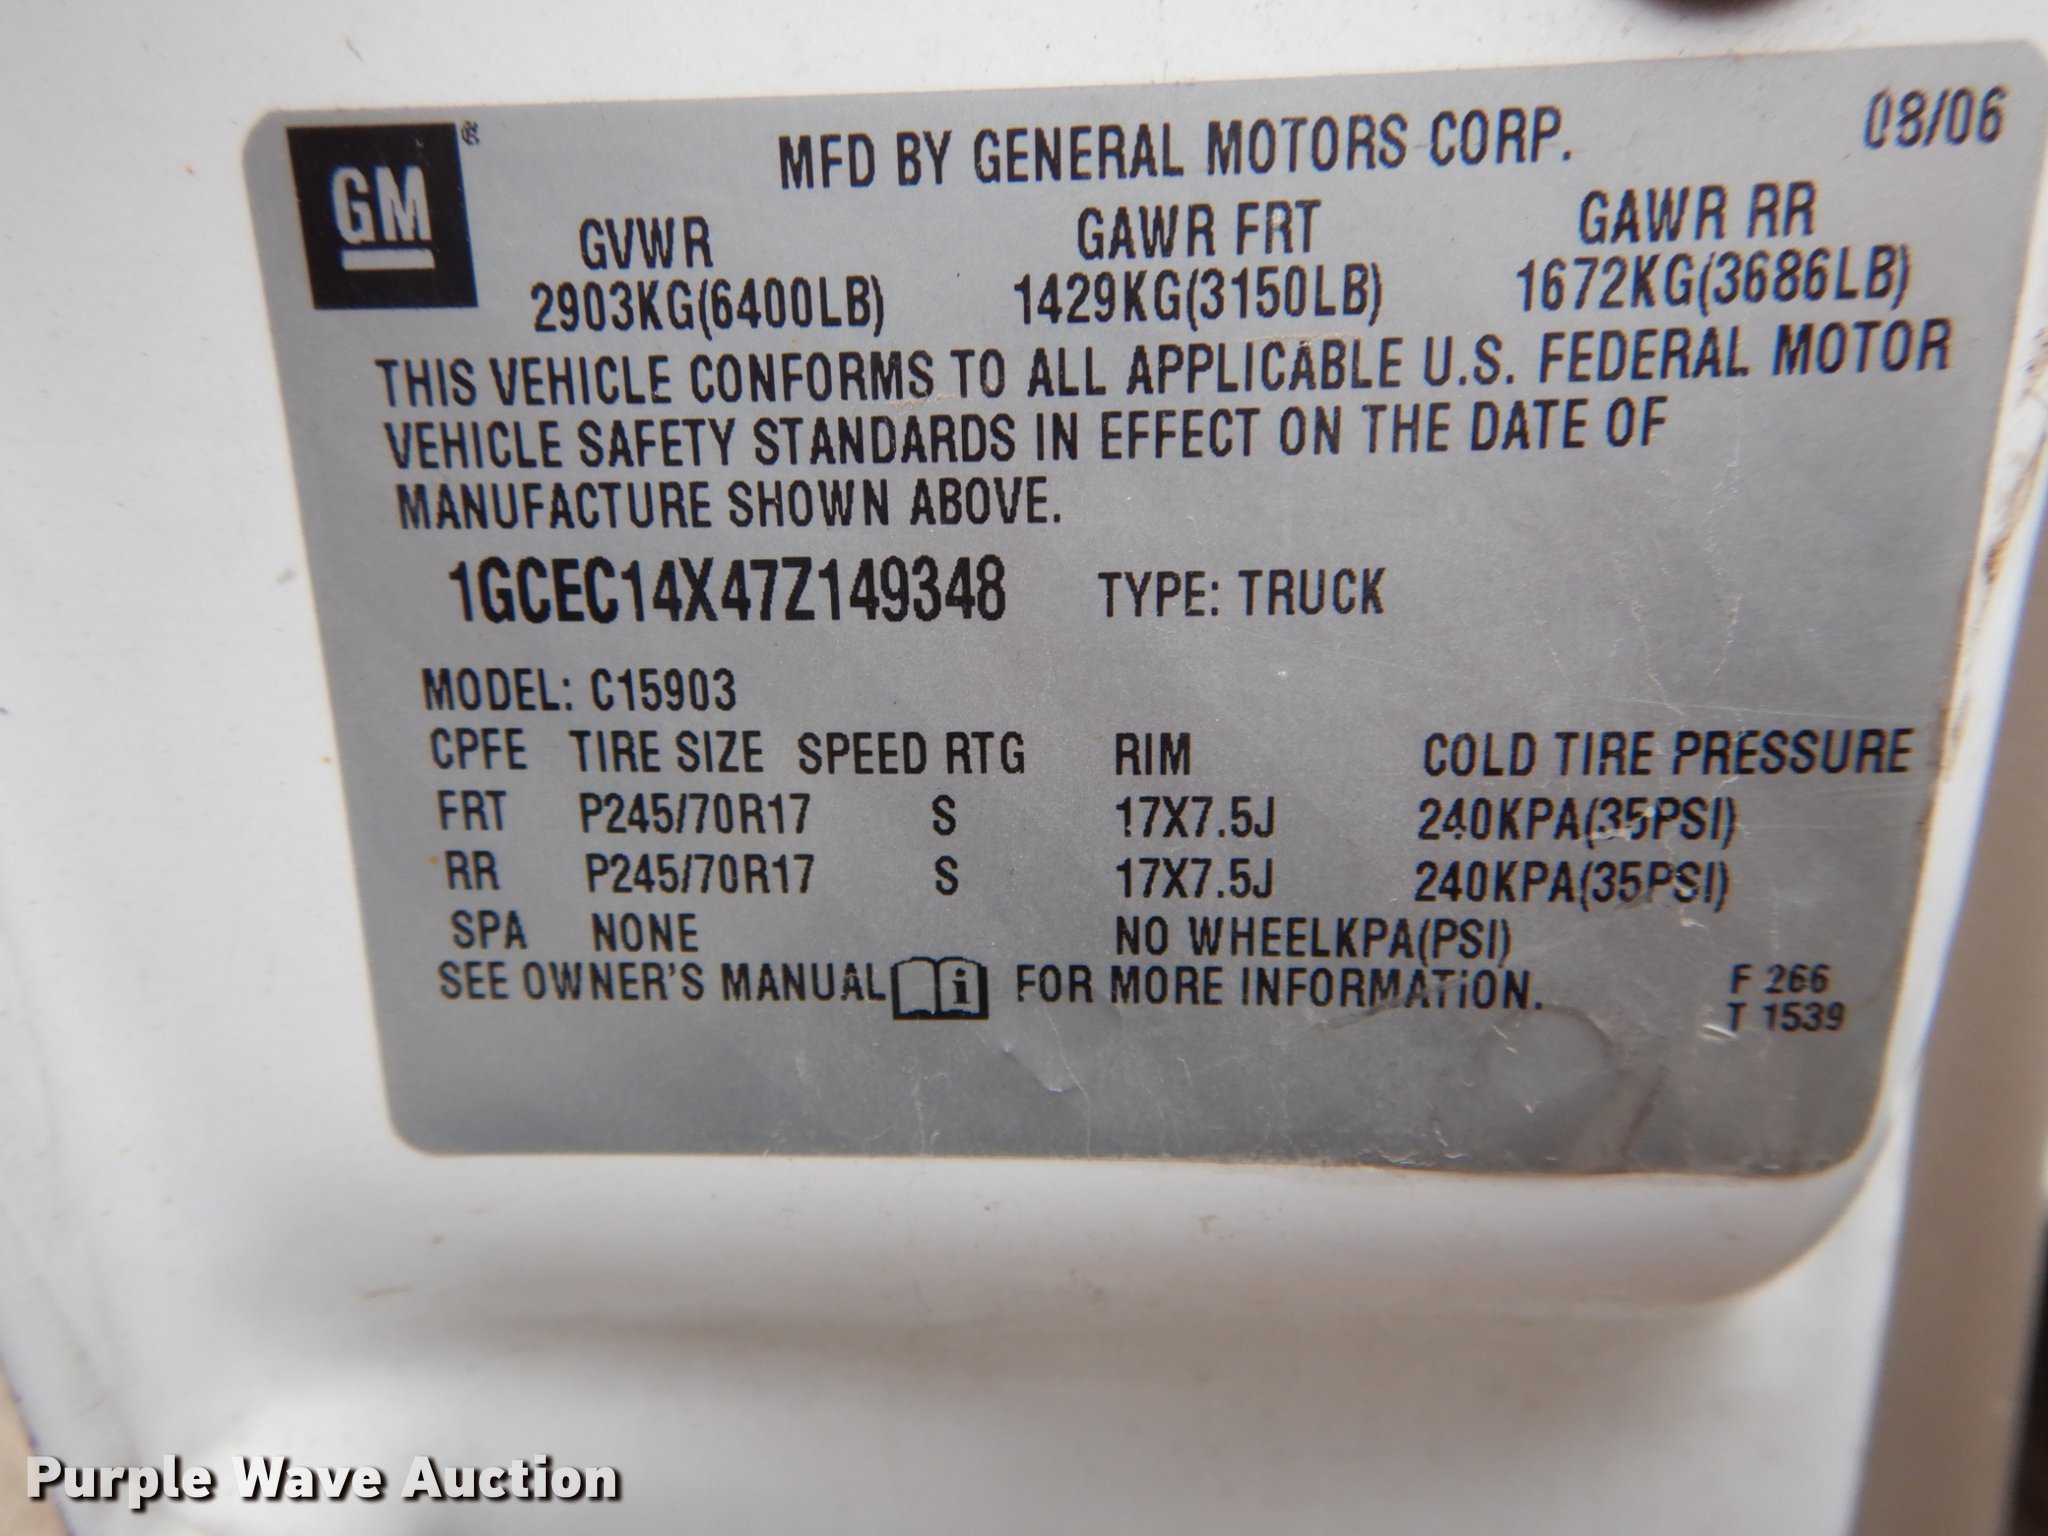 GM®
MFD BY GENERAL MOTORS CORP.
08/06
GVWR GAWR FRT GAWR RR
2903KG(6400LB) 1429KG(3150LB) 1672KG(3686LB)
THIS VEHICLE CONFORMS TO ALL APPLICABLE U.S. FEDERAL MOTOR
VEHICLE SAFETY STANDARDS IN EFFECT ON THE DATE OF
MANUFACTURE SHOWN ABOVE.
1GCEC14X47Z149348 TYPE: TRUCK
MODEL: C15903
CPFE TIRE SIZE SPEED RTG RIM COLD TIRE PRESSURE
FRT P245/70R17 S 17X7.5J 240KPA(35PSI)
RR P245/70R17 S 17X7.5J 240KPA(35PSI)
SPA NONE NO WHEELKPA(PSI)
SEE OWNER'S MANUAL i FOR MORE INFORMATION.
F 266
T 1539
Purple Wave Auction